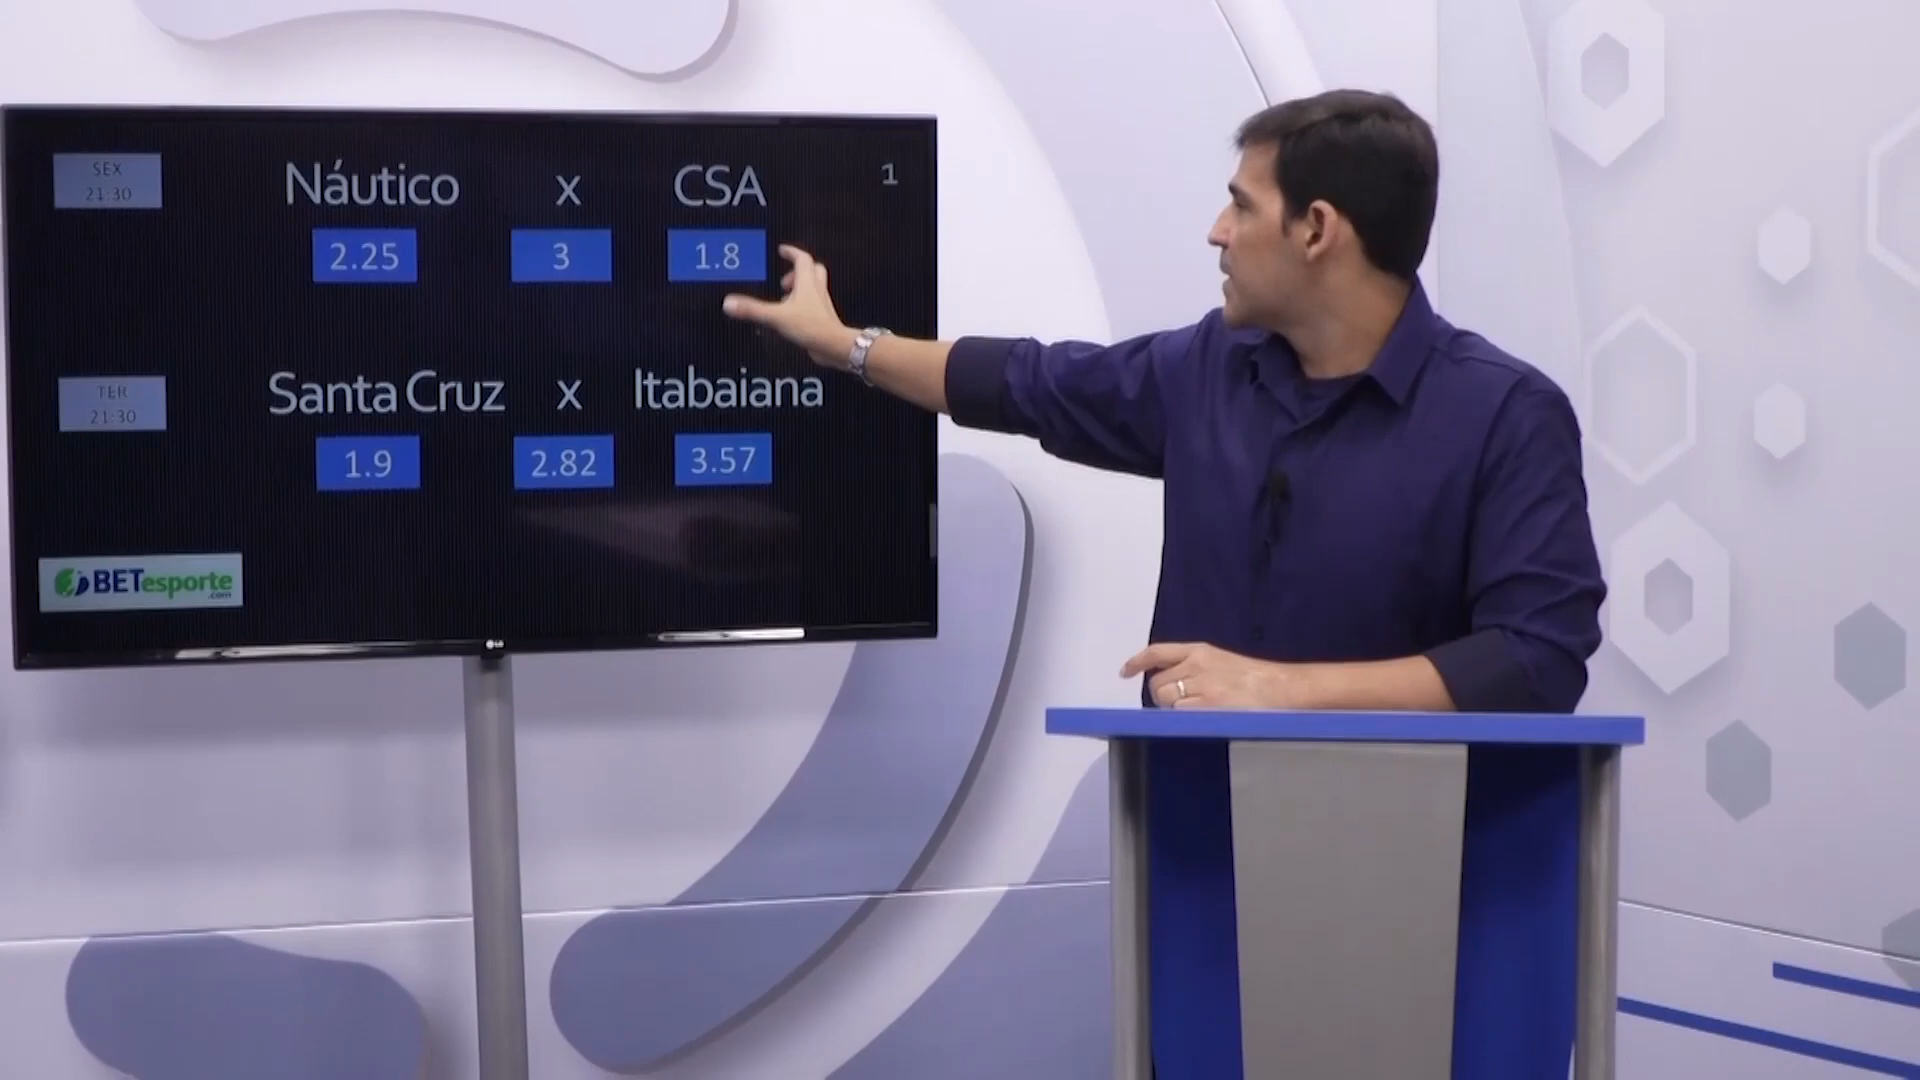 SEX
21:30
Náutico x CSA
1
2.25 3 1.8
TER
21:30
Santa Cruz x Itabaiana
1.9 2.82 3.57
BETesporte
.com
LG